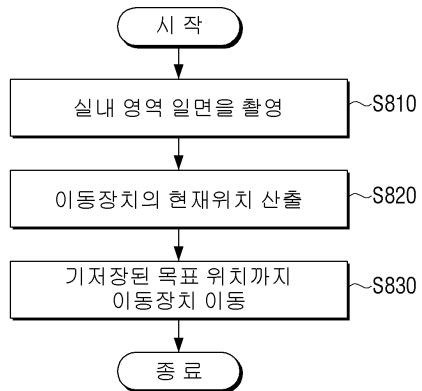 시 작
실내 영역 일면을 촬영
S810
이동장치의 현재위치 산출
S820
기저장된 목표 위치까지
이동장치 이동
S830
종 료